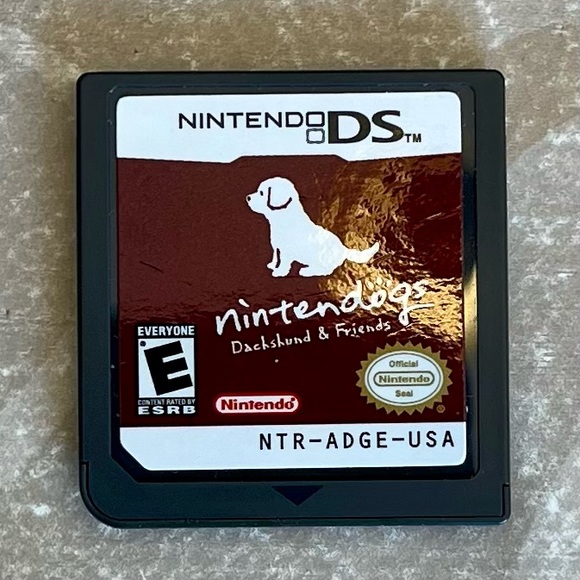 NINTENDO DS™
nintendogs
Dachshund & Friends
EVERYONE
E
CONTENT RATED BY
ESRB
Nintendo
Official
Nintendo
Seal
NTR-ADGE-USA